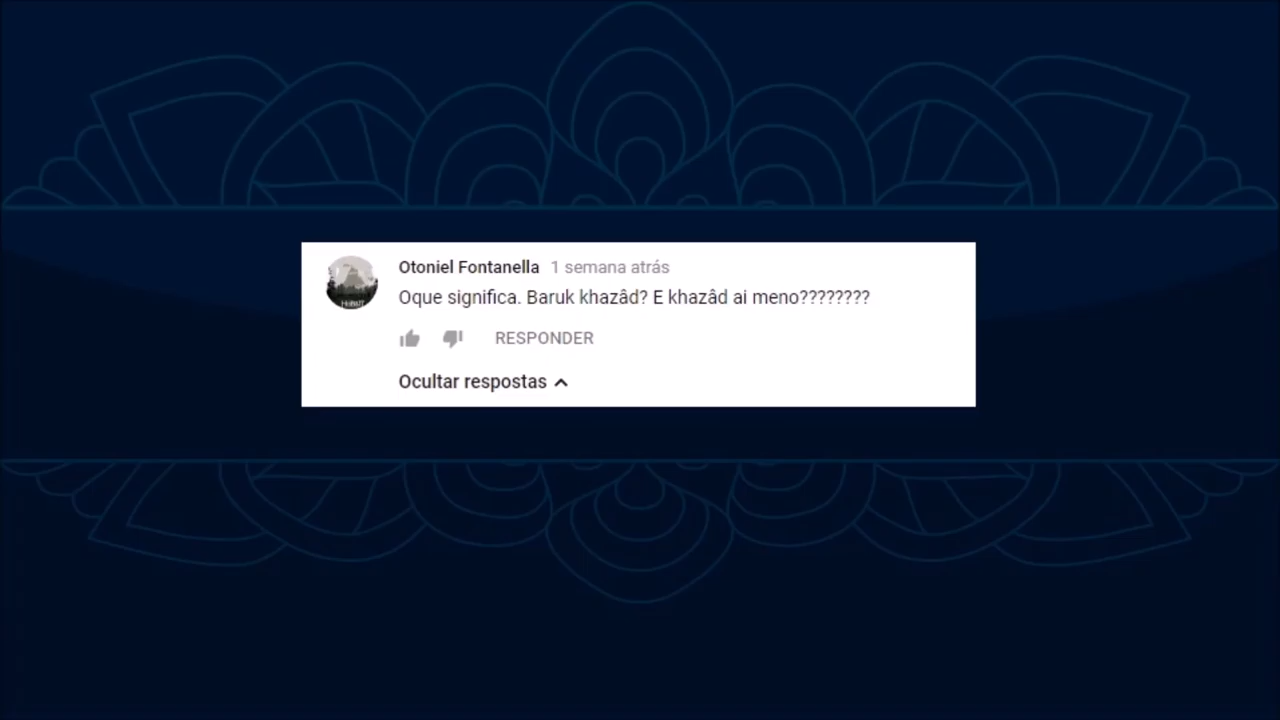 Otoniel Fontanella 1 semana atrás
Oque significa. Baruk khazâd? E khazâd ai meno????????
RESPONDER
Ocultar respostas